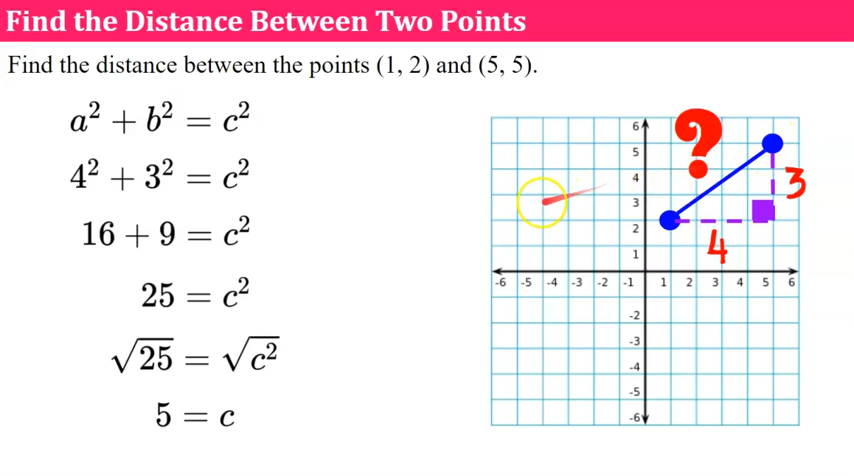 Find the Distance Between Two Points
Find the distance between the points (1, 2) and (5, 5).
a² + b² = c²
4² + 3² = c²
16 + 9 = c²
25 = c²
√25 = √c²
5 = c
?
3
4
6
5
4
3
2
1
-6 -5 -4 -3 -2 -1 1 2 3 4 5 6
-2
-3
-4
-5
-6